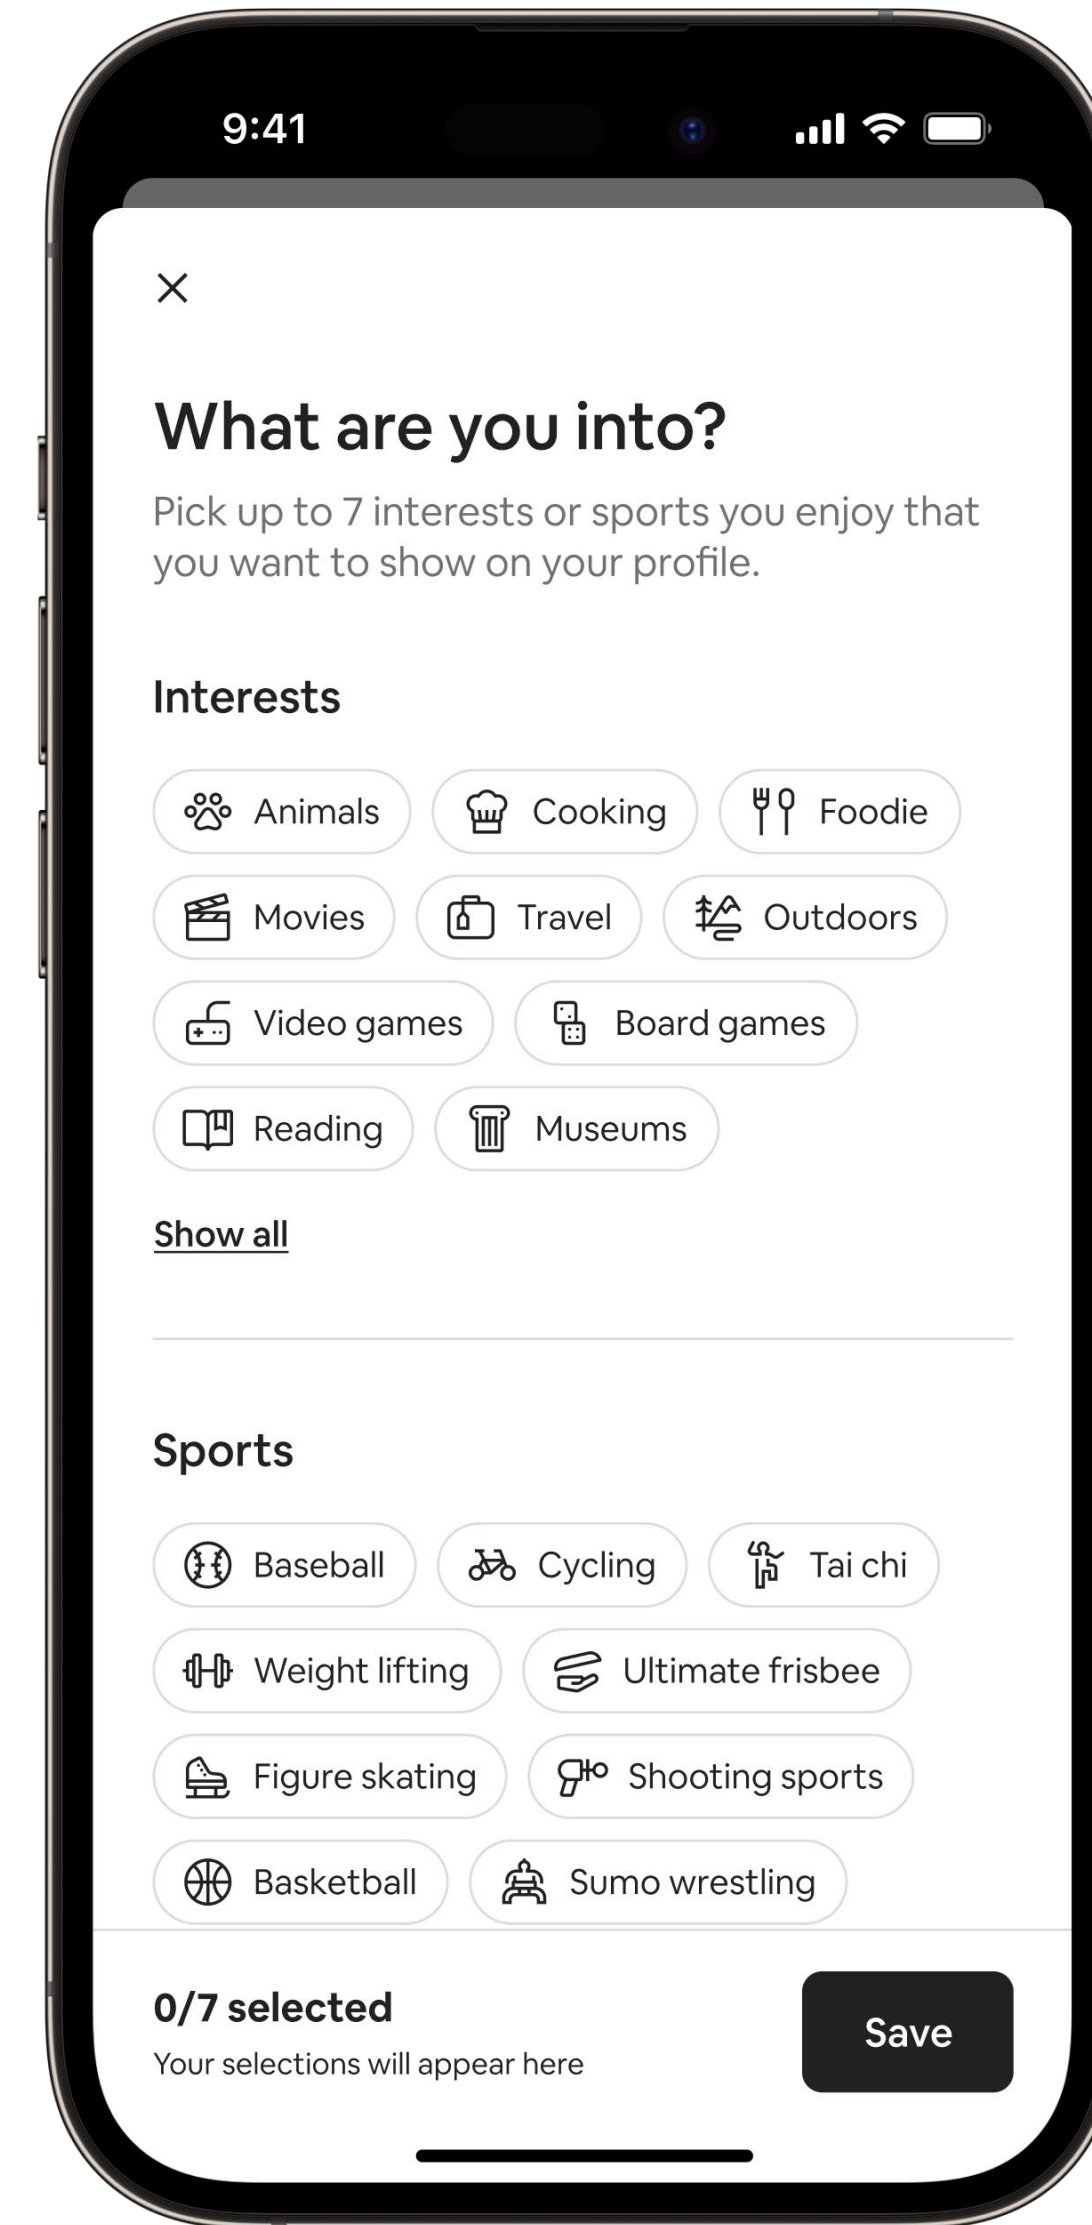 9:41
What are you into?
Pick up to 7 interests or sports you enjoy that
you want to show on your profile.
Interests
Animals Cooking Foodie
Movies Travel Outdoors
Video games Board games
Reading Museums
Show all
Sports
Baseball Cycling Tai chi
Weight lifting Ultimate frisbee
Figure skating Shooting sports
Basketball Sumo wrestling
0/7 selected
Your selections will appear here
Save